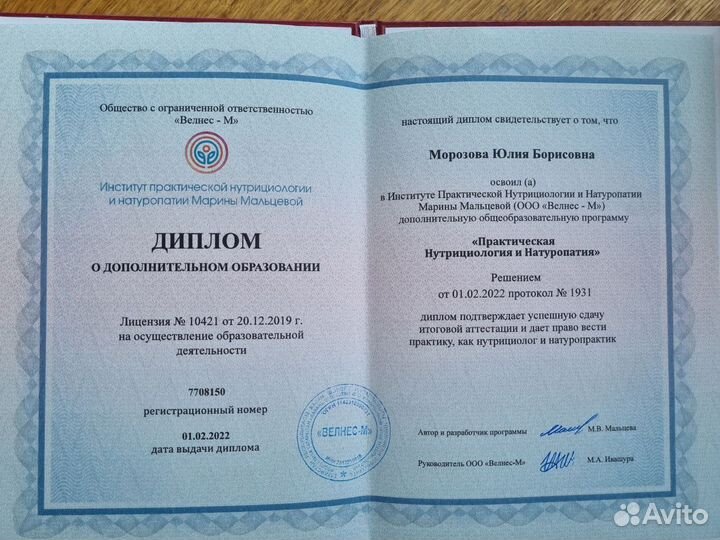 Общество с ограниченной ответственностью
«Велнес - М»
Институт практической нутрициологии
и натуропатии Марины Мальцевой
ДИПЛОМ
О ДОПОЛНИТЕЛЬНОМ ОБРАЗОВАНИИ
Лицензия № 10421 от 20.12.2019 г.
на осуществление образовательной
деятельности
7708150
регистрационный номер
01.02.2022
дата выдачи диплома
«ВЕЛНЕС-М»
настоящий диплом свидетельствует о том, что
Морозова Юлия Борисовна
освоил (а)
в Институте Практической Нутрициологии и Натуропатии
Марины Мальцевой (ООО «Велнес - М»)
дополнительную общеобразовательную программу
«Практическая
Нутрициология и Натуропатия»
Решением
от 01.02.2022 протокол № 1931
диплом подтверждает успешную сдачу
итоговой аттестации и дает право вести
практику, как нутрициолог и натуропрактик
Автор и разработчик программы М.В. Мальцева
Руководитель ООО «Велнес-М» М.А. Икашура
Avito